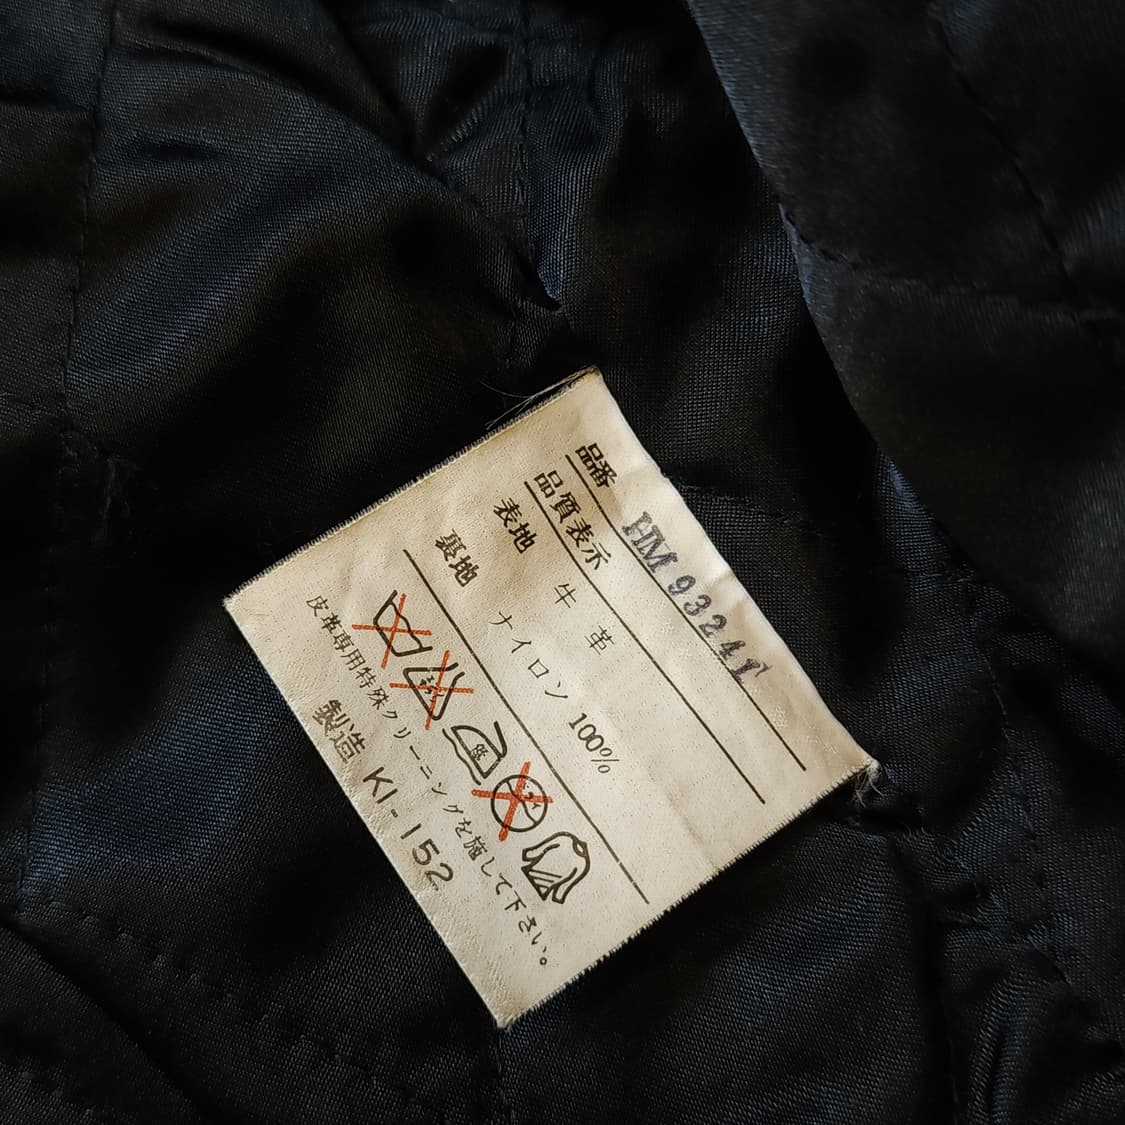 品番 HM9324F
品質表示
表地 牛革
裏地 ナイロン 100%
皮革専用特殊クリーニングを施して下さい。
製造 KI-152